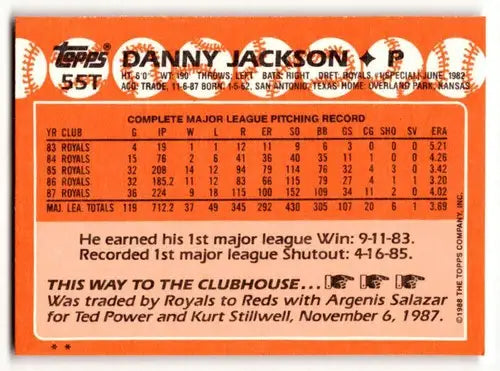 Topps®
55T
DANNY JACKSON ✦ P
HT: 6'0" WT: 190 THROWS: LEFT BATS: RIGHT DRFT: ROYALS, #1(SPECIAL) JUNE, 1982
ACQ: TRADE, 11-6-87 BORN: 1-5-62, SAN ANTONIO, TEXAS HOME: OVERLAND PARK, KANSAS
COMPLETE MAJOR LEAGUE PITCHING RECORD
YR CLUB G IP W L R ER SO BB GS CG SHO SV ERA
83 ROYALS 4 19 1 1 12 11 9 6 3 0 0 0 5.21
84 ROYALS 15 76 2 6 41 36 40 35 11 1 0 0 4.26
85 ROYALS 32 208 14 12 94 79 114 76 32 4 3 0 3.42
86 ROYALS 32 185.2 11 12 83 66 115 79 27 4 1 1 3.20
87 ROYALS 36 224 9 18 115 100 152 109 34 11 2 0 4.02
MAJ. LEA. TOTALS 119 712.2 37 49 345 292 430 305 107 20 6 1 3.69
He earned his 1st major league Win: 9-11-83.
Recorded 1st major league Shutout: 4-16-85.
THIS WAY TO THE CLUBHOUSE...
Was traded by Royals to Reds with Argenis Salazar
for Ted Power and Kurt Stillwell, November 6, 1987.
* *
©1988 THE TOPPS COMPANY, INC.